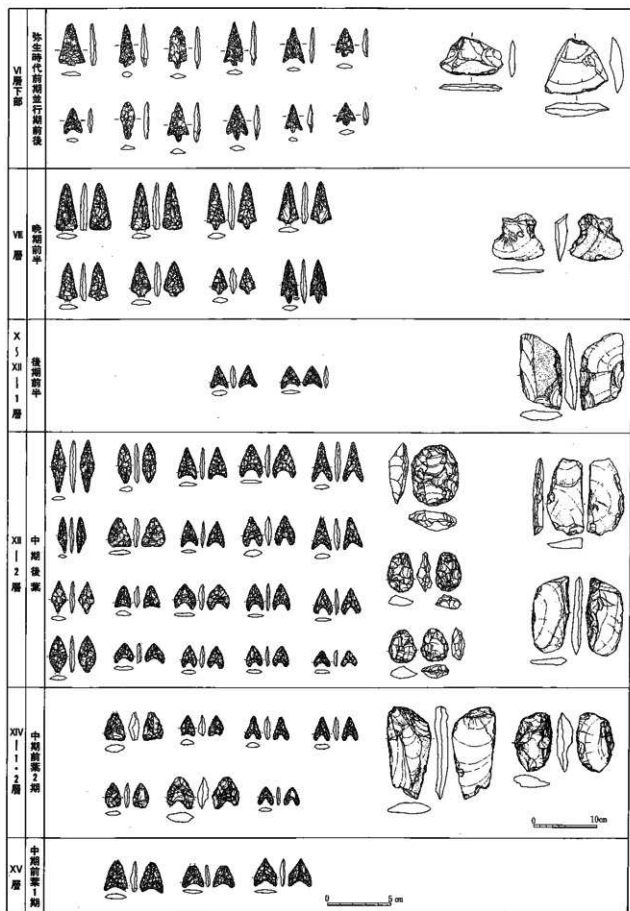 Ⅵ層下部
弥生時代前期並行期前後
Ⅷ層
晩期前半
Ⅹ～ⅩⅡ―1層
後期前半
ⅩⅡ―2層
中期後葉
ⅩⅣ―1・2層
中期前葉2期
0 10cm
ⅩⅤ層
中期前葉1期
0 5cm